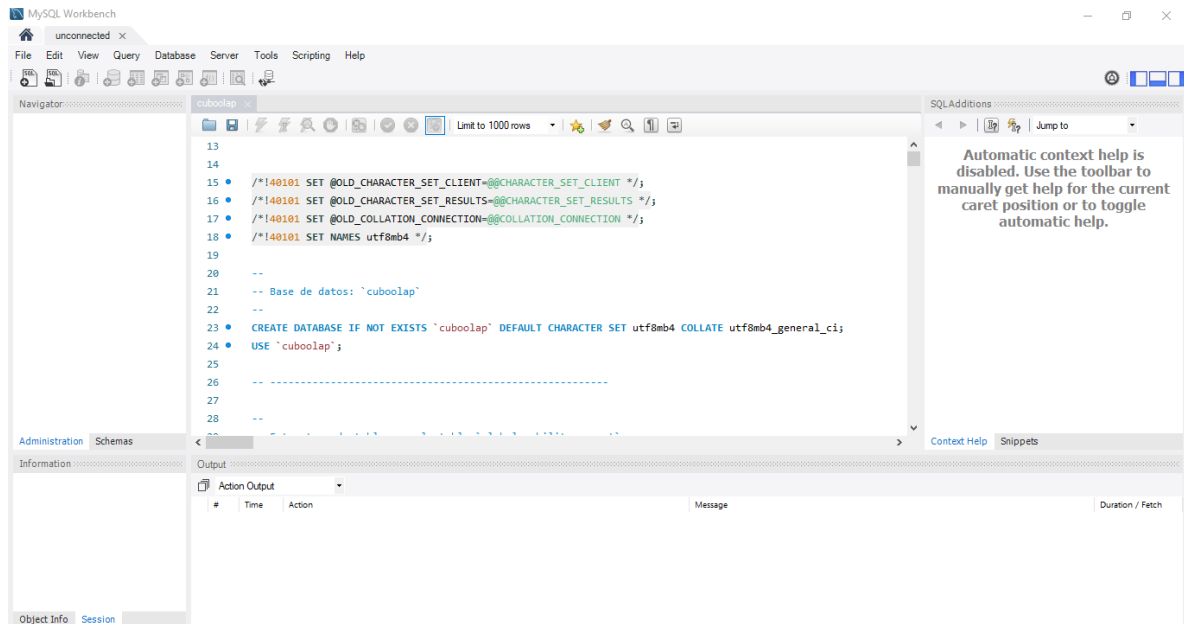 MySQL Workbench
unconnected
File Edit View Query Database Server Tools Scripting Help
Navigator
cuboolap
SQLAdditions
Limit to 1000 rows
Jump to
13
14
15 /*!40101 SET @OLD_CHARACTER_SET_CLIENT=@@CHARACTER_SET_CLIENT */;
16 /*!40101 SET @OLD_CHARACTER_SET_RESULTS=@@CHARACTER_SET_RESULTS */;
17 /*!40101 SET @OLD_COLLATION_CONNECTION=@@COLLATION_CONNECTION */;
18 /*!40101 SET NAMES utf8mb4 */;
19
20 --
21 -- Base de datos: `cuboolap`
22 --
23 CREATE DATABASE IF NOT EXISTS `cuboolap` DEFAULT CHARACTER SET utf8mb4 COLLATE utf8mb4_general_ci;
24 USE `cuboolap`;
25
26 -- --------------------------------------------------------
27
28 --
Automatic context help is
disabled. Use the toolbar to
manually get help for the current
caret position or to toggle
automatic help.
Administration Schemas
Context Help Snippets
Information
Output
Action Output
# Time Action Message Duration / Fetch
Object Info Session